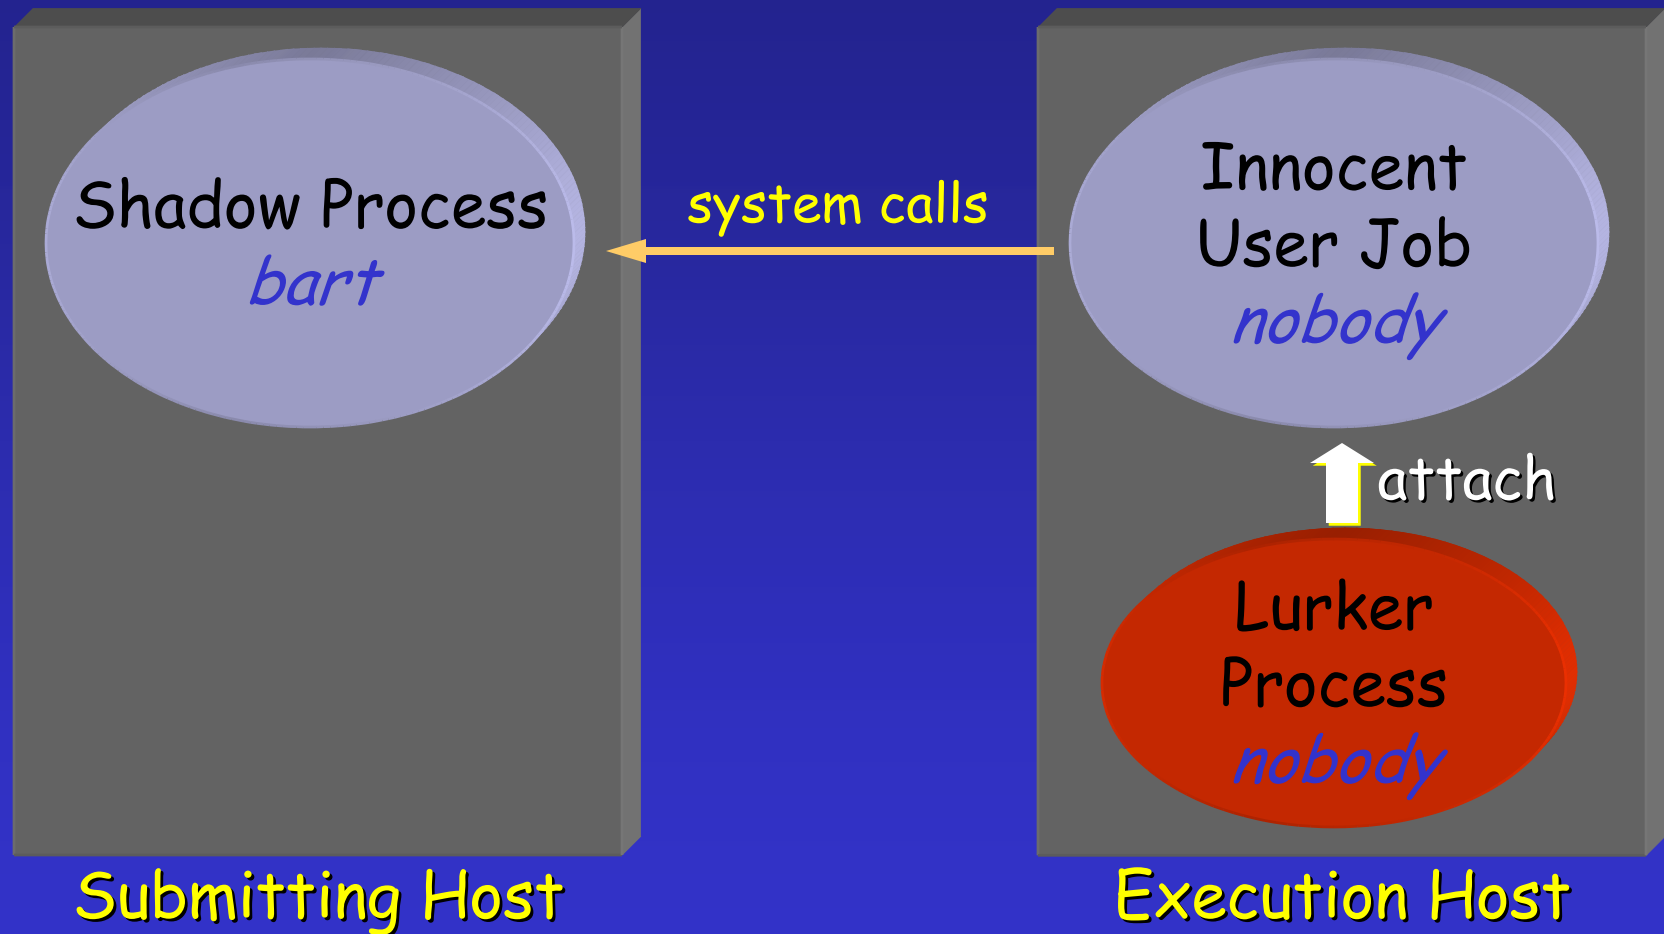 Shadow Process
bart
system calls
Innocent
User Job
nobody
attach
Lurker
Process
nobody
Submitting Host
Execution Host